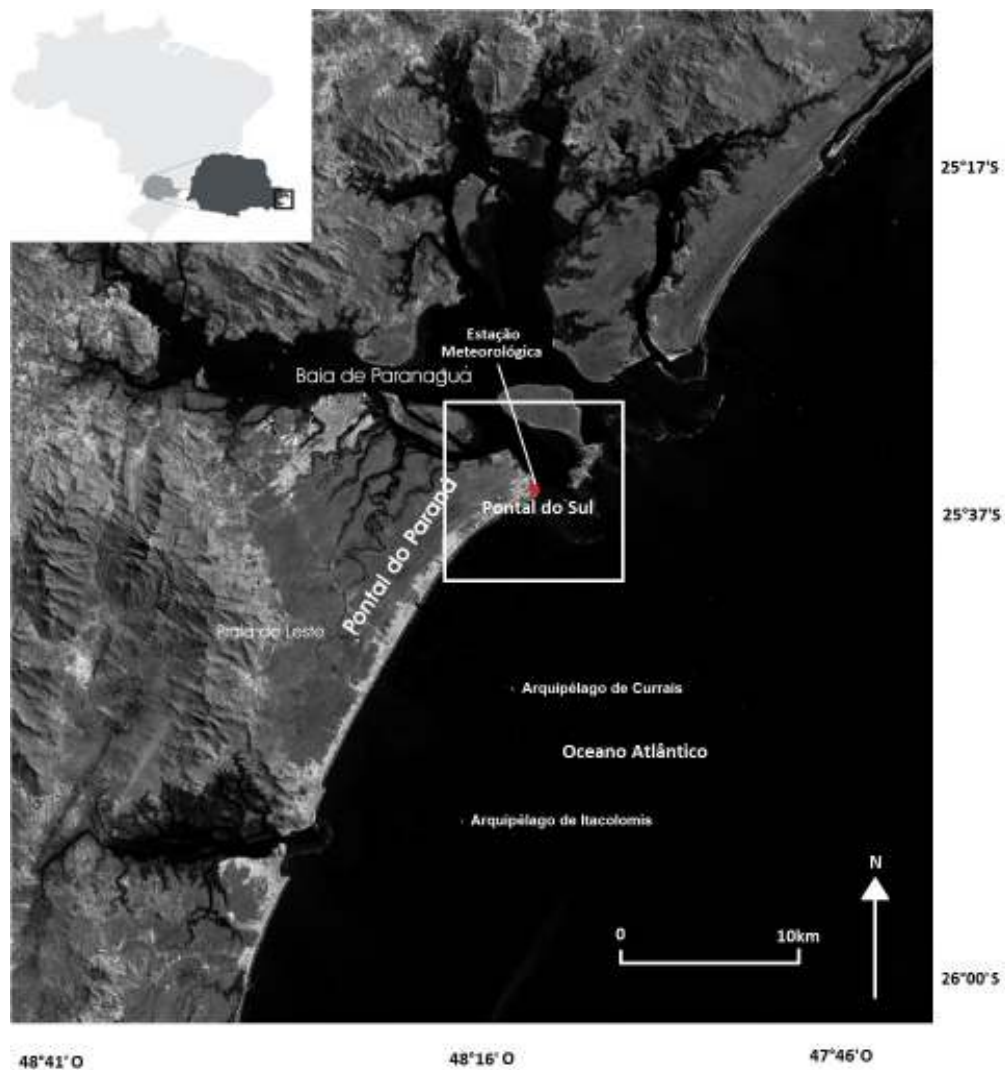 25°17'S
Estação
Meteorológica
Baia de Paranaguá
Pontal do Sul
25°37'S
Pontal do Paraná
Praia de Leste
Arquipélago de Currais
Oceano Atlântico
Arquipélago de Itacolomis
N
0 10km
26°00'S
48°41' O 48°16' O 47°46' O